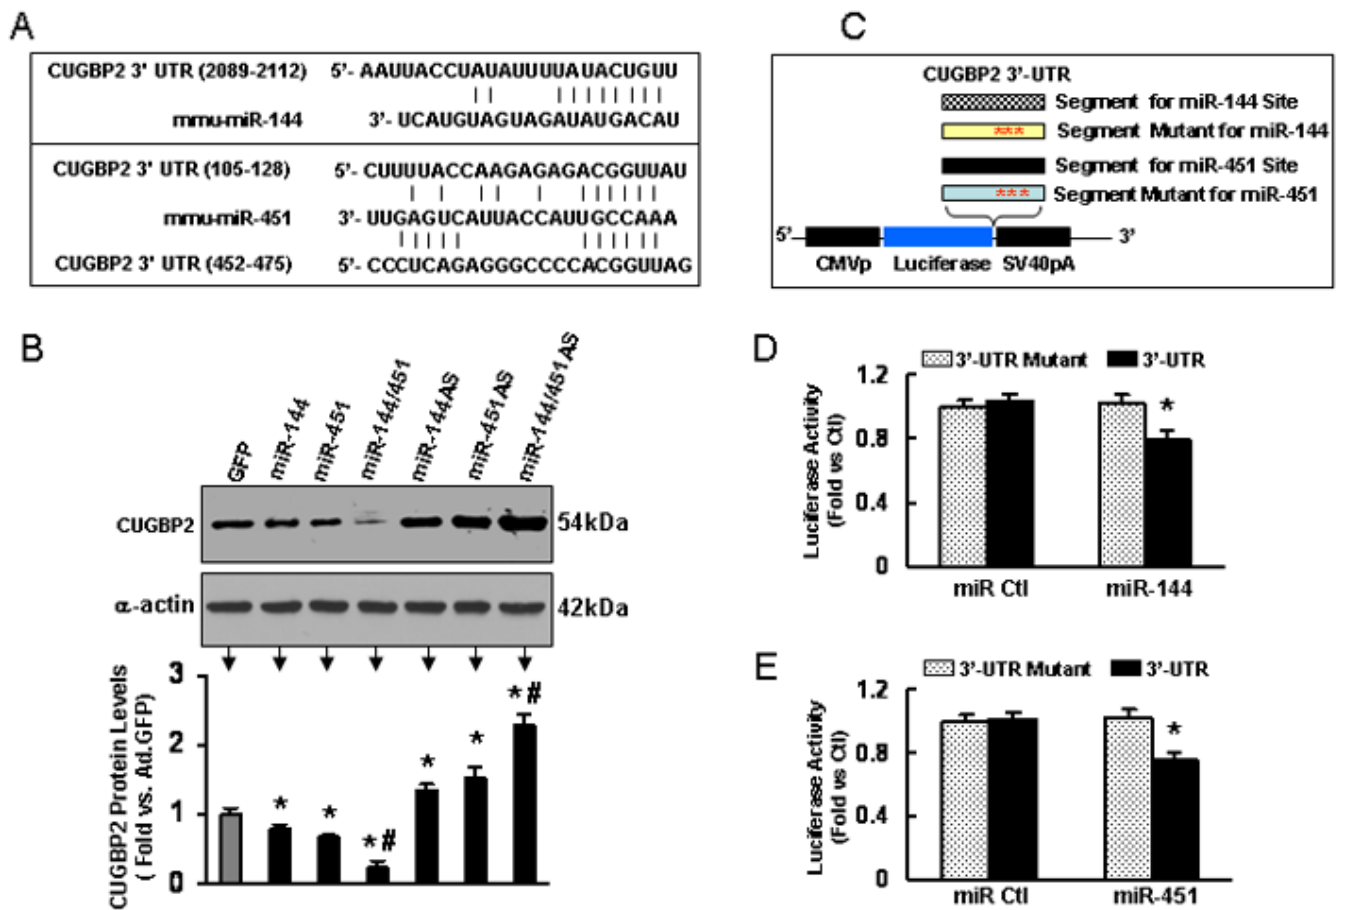 A
CUGBP2 3' UTR (2089-2112) 5'- AAUUACCUAUAUUUUAUACUGUU
mmu-miR-144 3'- UCAUGUAGUAGAUAUGACAU
CUGBP2 3' UTR (105-128) 5'- CUUUUACCAAGAGAGACGGUUAU
mmu-miR-451 3'- UUGAGUCAUUACCAUUGCCAAA
CUGBP2 3' UTR (452-475) 5'- CCCUCAGAGGGCCCCACGGUUAG
B
GFP
miR-144
miR-451
miR-144/451
miR-144AS
miR-451AS
miR-144/451AS
CUGBP2 54kDa
α-actin 42kDa
CUGBP2 Protein Levels
( Fold vs. Ad.GFP)
3
2
1
0
*
*
*#
*
*
*#
C
CUGBP2 3'-UTR
Segment for miR-144 Site
*** Segment Mutant for miR-144
Segment for miR-451 Site
*** Segment Mutant for miR-451
5' 3'
CMVp Luciferase SV40pA
D
3'-UTR Mutant 3'-UTR
Luciferase Activity
(Fold vs Ctl)
1.2
0.8
0.4
0
*
miR Ctl miR-144
E
3'-UTR Mutant 3'-UTR
Luciferase Activity
(Fold vs Ctl)
1.2
0.8
0.4
0
*
miR Ctl miR-451